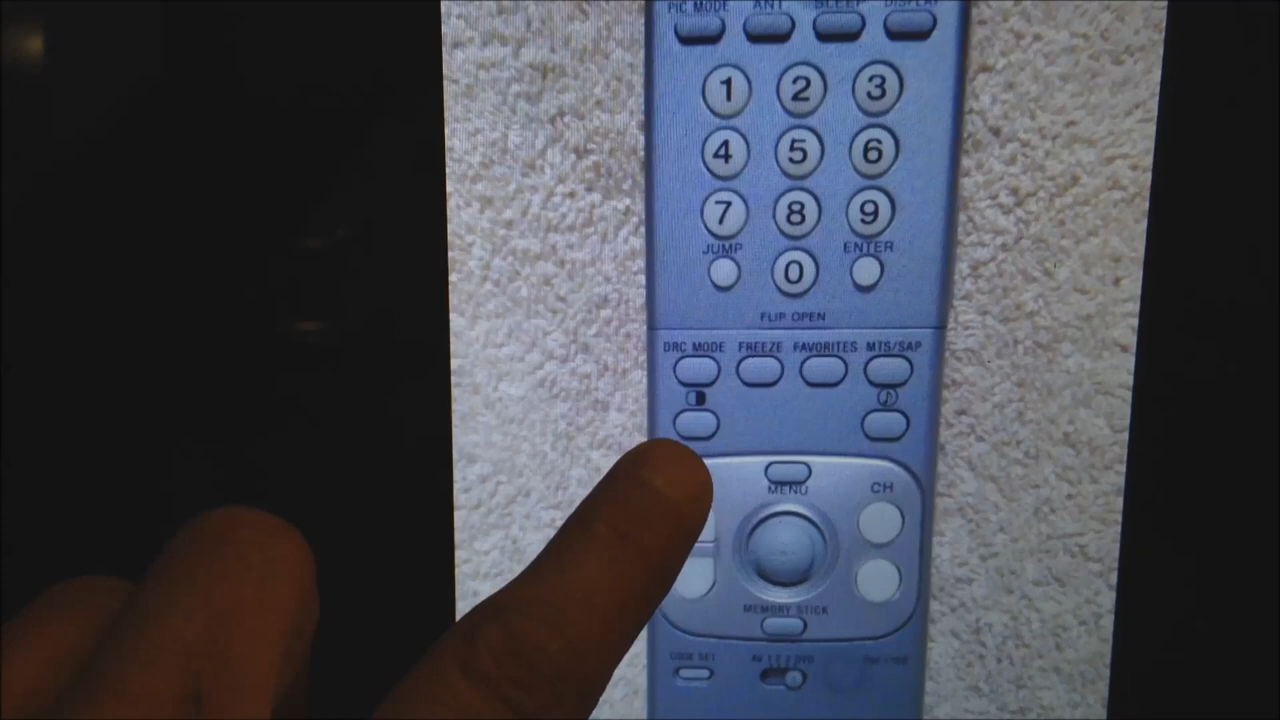 PIC MODE ANT SLEEP DISPLAY
1 2 3
4 5 6
7 8 9
JUMP ENTER
0
FLIP OPEN
DRC MODE FREEZE FAVORITES MTS/SAP
MENU CH
MEMORY STICK
CODE SET